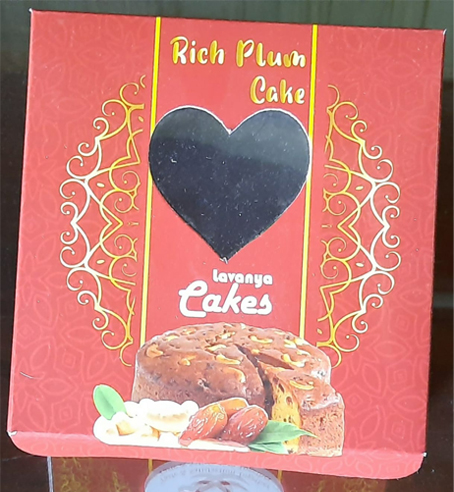 Rich Plum
Cake
Lavanya
Cakes